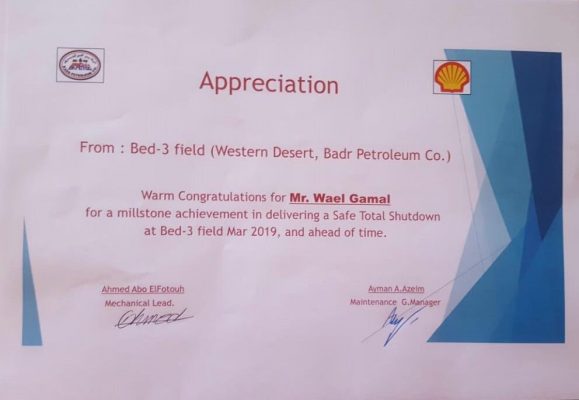 Appreciation
From : Bed-3 field (Western Desert, Badr Petroleum Co.)
Warm Congratulations for Mr. Wael Gamal
for a millstone achievement in delivering a Safe Total Shutdown
at Bed-3 field Mar 2019, and ahead of time.
Ahmed Abo ElFotouh
Mechanical Lead.
Ayman A.Azeim
Maintenance G.Manager